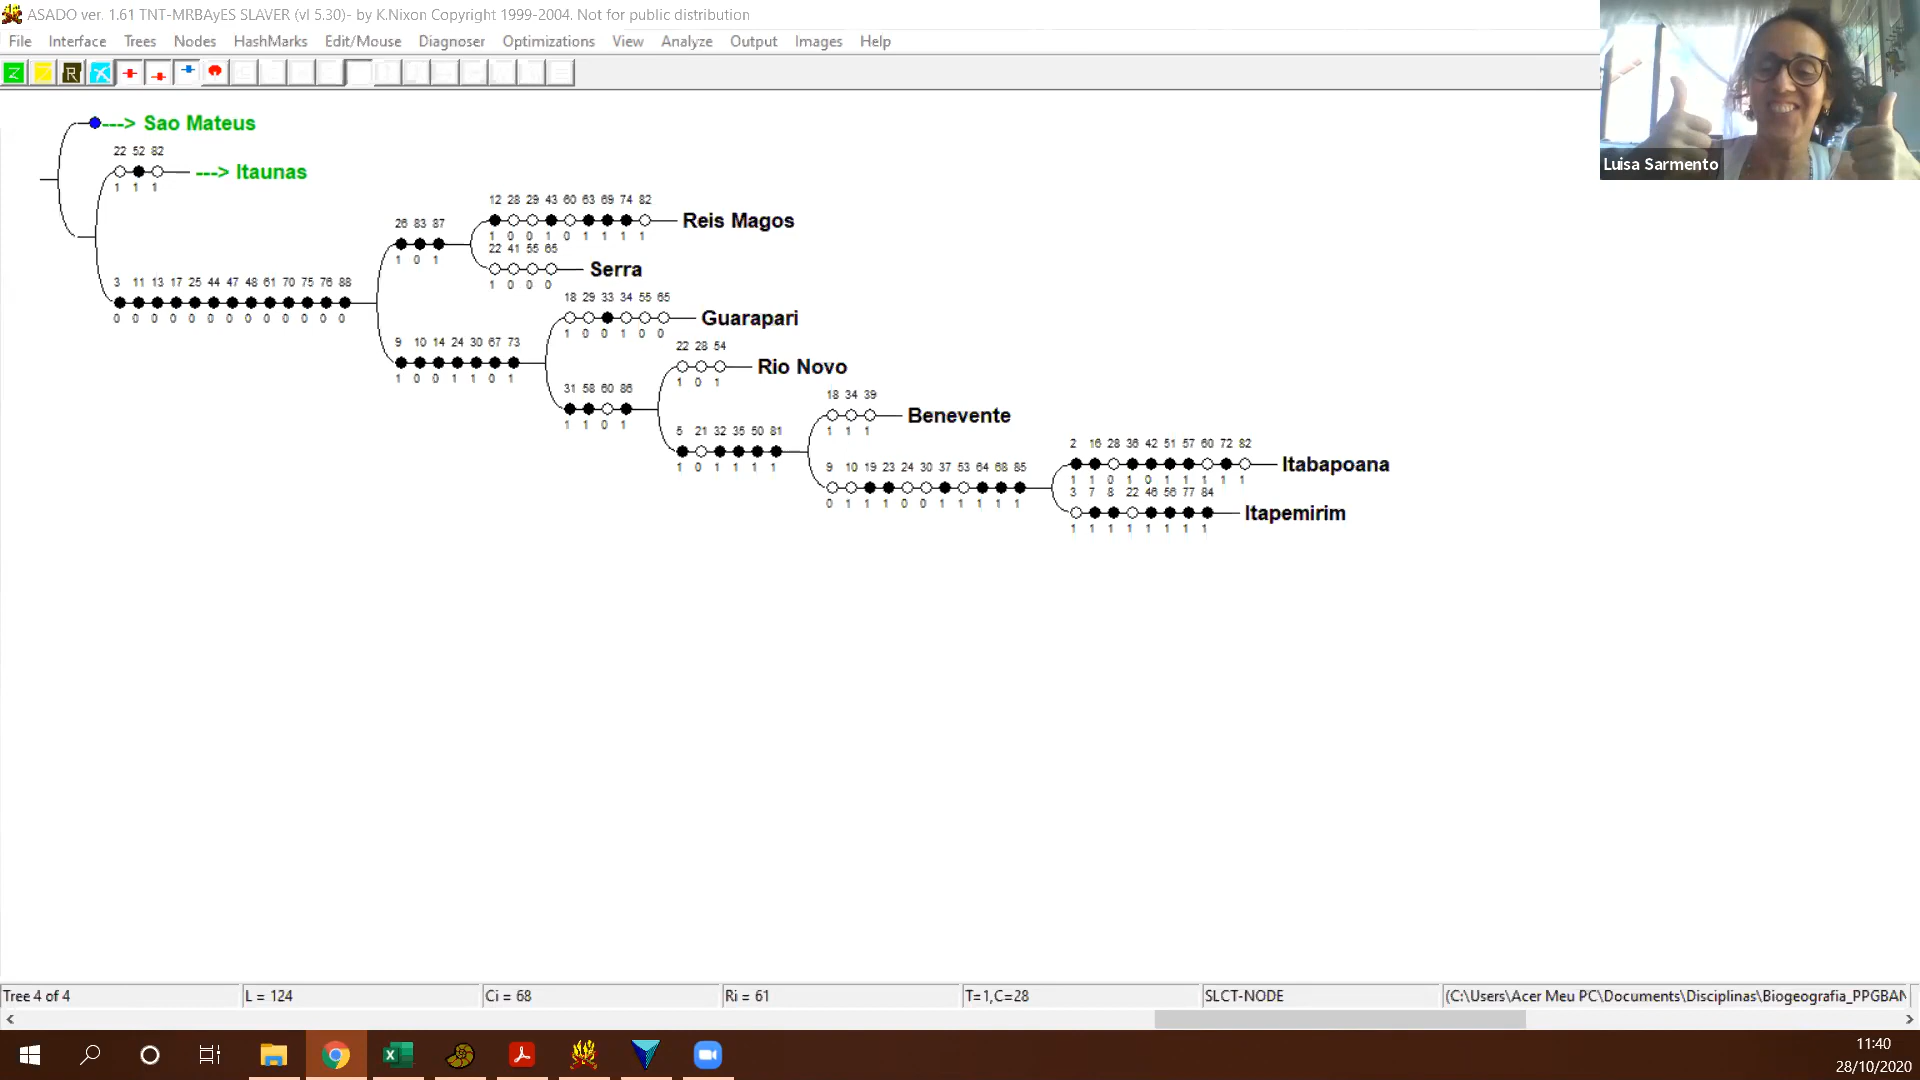 ASADO ver. 1.61 TNT-MRBAyES SLAVER (vl 5.30)- by K.Nixon Copyright 1999-2004. Not for public distribution
File Interface Trees Nodes HashMarks Edit/Mouse Diagnoser Optimizations View Analyze Output Images Help
Luisa Sarmento
---> Sao Mateus
22 52 82
---> Itaunas
1 1 1
12 28 29 43 60 63 69 74 82
Reis Magos
1 0 0 1 0 1 1 1 1
26 83 87
1 0 1
22 41 55 65
Serra
1 0 0 0
3 11 13 17 25 44 47 48 61 70 75 76 88
0 0 0 0 0 0 0 0 0 0 0 0 0
18 29 33 34 55 65
Guarapari
1 0 0 1 0 0
9 10 14 24 30 67 73
1 0 0 1 1 0 1
22 28 54
Rio Novo
1 0 1
31 58 60 86
1 1 0 1
18 34 39
Benevente
1 1 1
5 21 32 35 50 81
1 0 1 1 1 1
2 16 28 36 42 51 57 60 72 82
Itabapoana
1 1 0 1 0 1 1 1 1 1
9 10 19 23 24 30 37 53 64 68 85
0 1 1 1 0 0 1 1 1 1 1
3 7 8 22 46 56 77 84
Itapemirim
1 1 1 1 1 1 1 1
Tree 4 of 4 L = 124 Ci = 68 Ri = 61 T=1,C=28 SLCT-NODE (C:\Users\Acer Meu PC\Documents\Disciplinas\Biogeografia_PPGBAN
11:40
28/10/2020